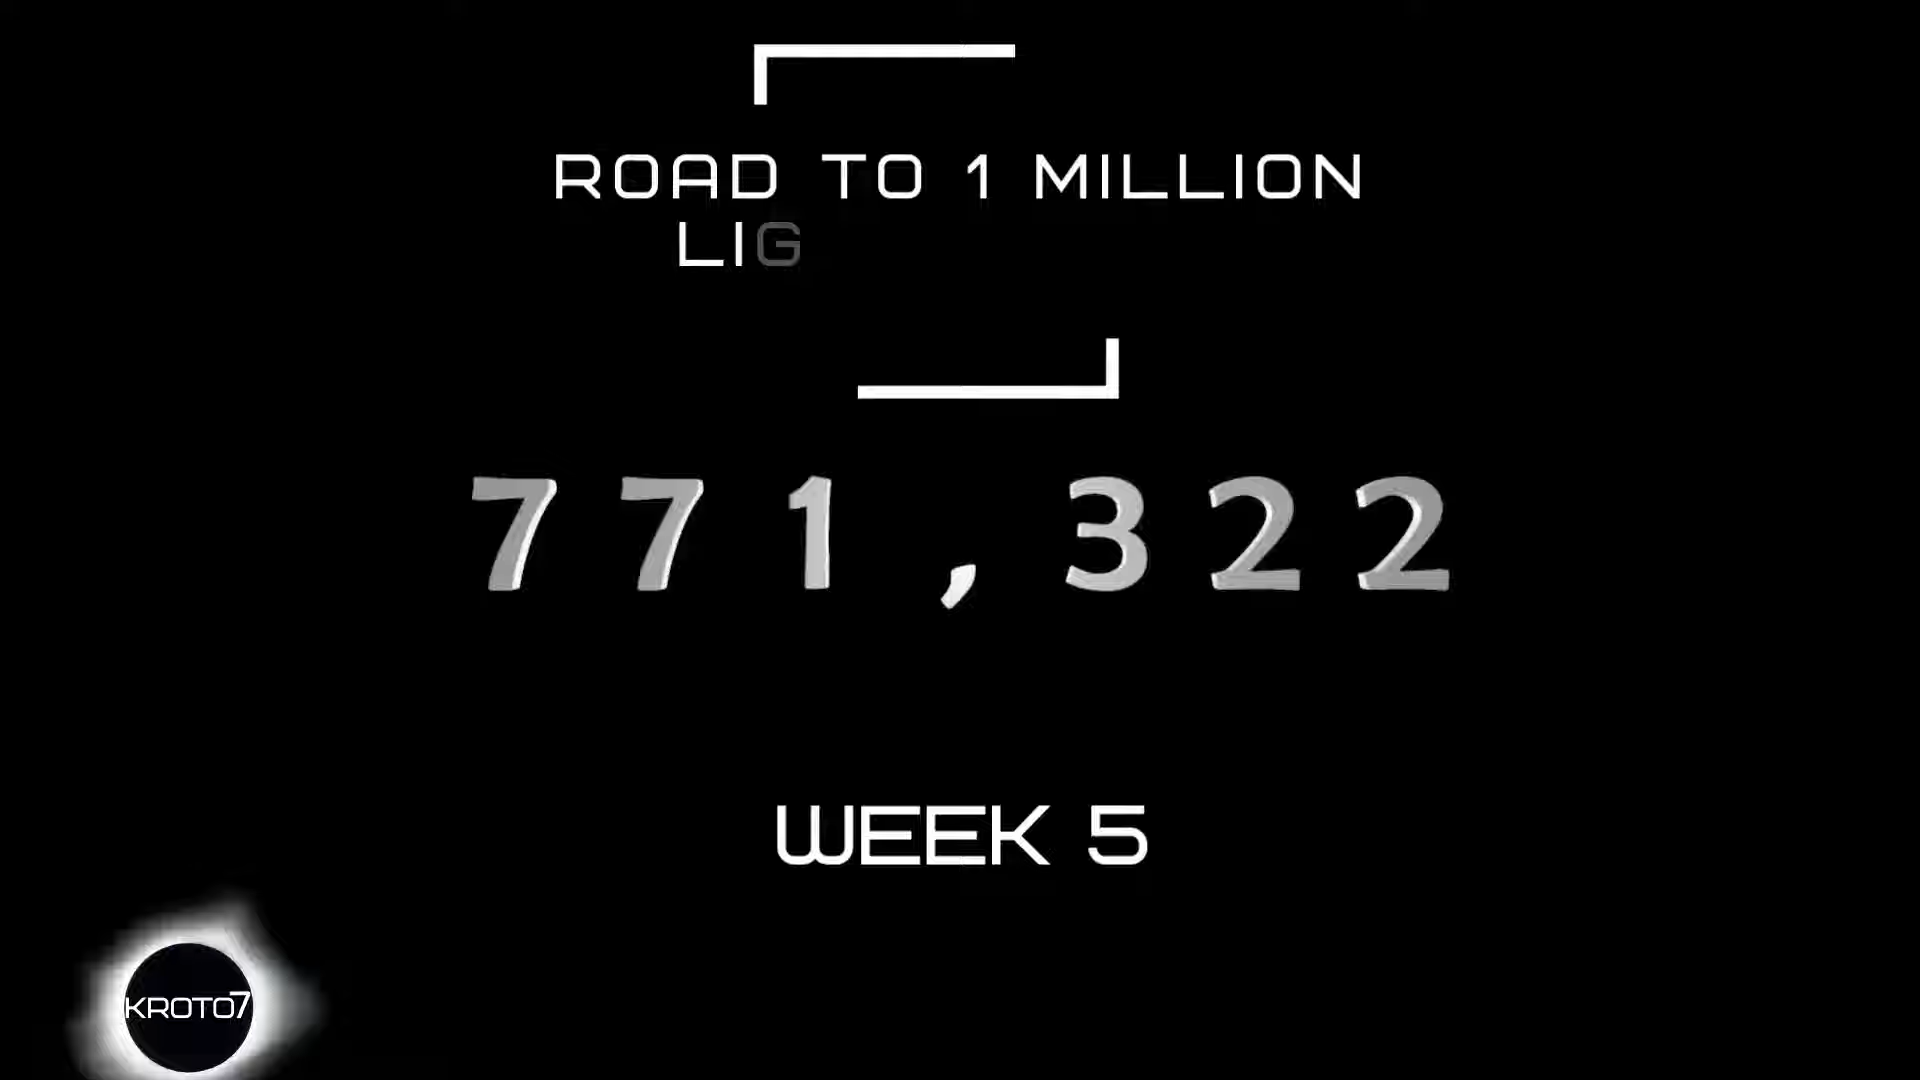 ROAD TO 1 MILLION
LIG
771,322
WEEK 5
KROTO7